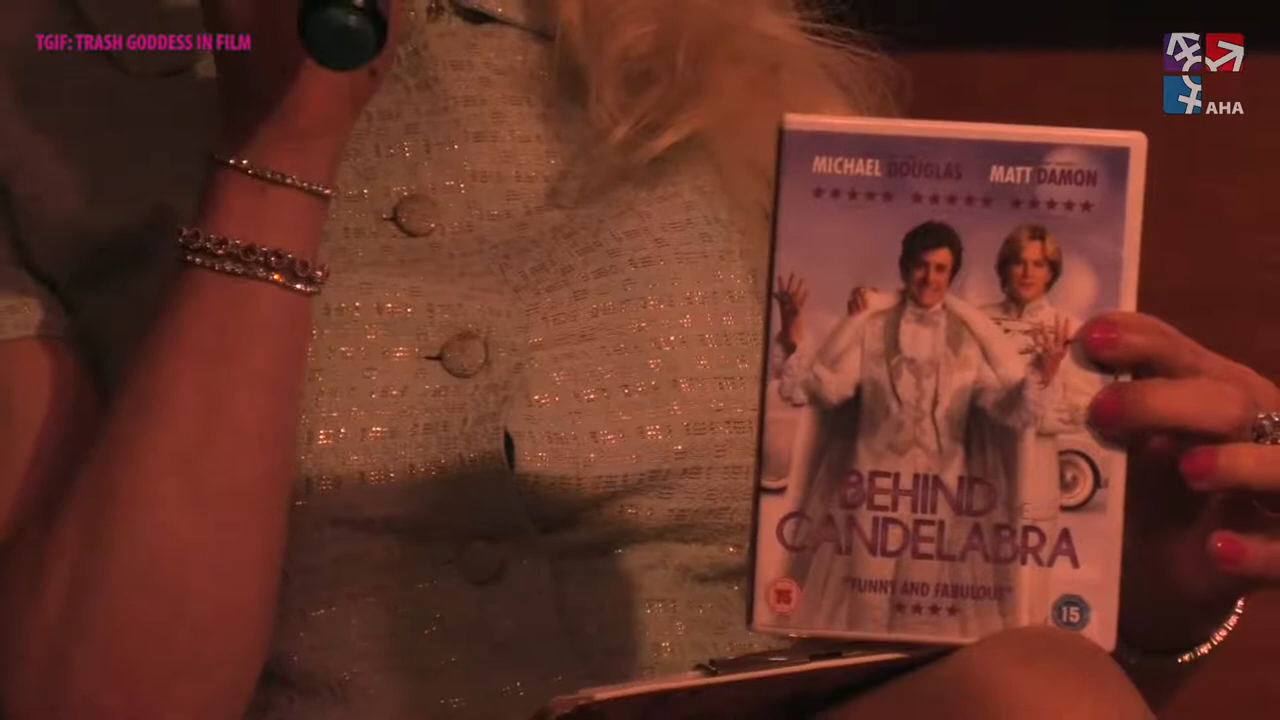 TGIF: TRASH GODDESS IN FILM
AHA
MICHAEL DOUGLAS MATT DAMON
BEHIND
CANDELABRA
"FUNNY AND FABULOUS"
15
15